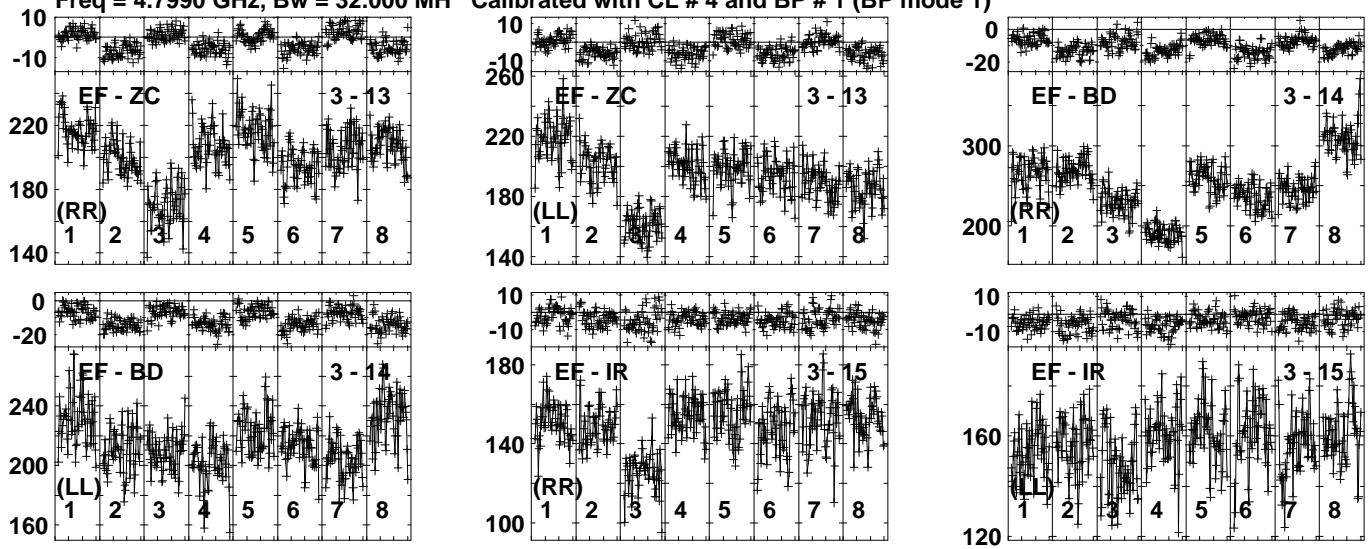 Freq = 4.7990 GHz, Bw = 32.000 MH Calibrated with CL # 4 and BP # 1 (BP mode 1)
10
-10
EF - ZC 3 - 13
220
180
140
(RR)
1 2 3 4 5 6 7 8
10
-10
260
EF - ZC 3 - 13
220
180
140
(LL)
1 2 3 4 5 6 7 8
0
-20
EF - BD 3 - 14
300
200
(RR)
1 2 3 4 5 6 7 8
0
-20
EF - BD 3 - 14
240
200
150
(LL)
1 2 3 4 5 6 7 8
10
-10
180
EF - IR 3 - 15
140
90
(RR)
1 2 3 4 5 6 7 8
10
-10
EF - IR 3 - 15
160
120
(LL)
1 2 3 4 5 6 7 8